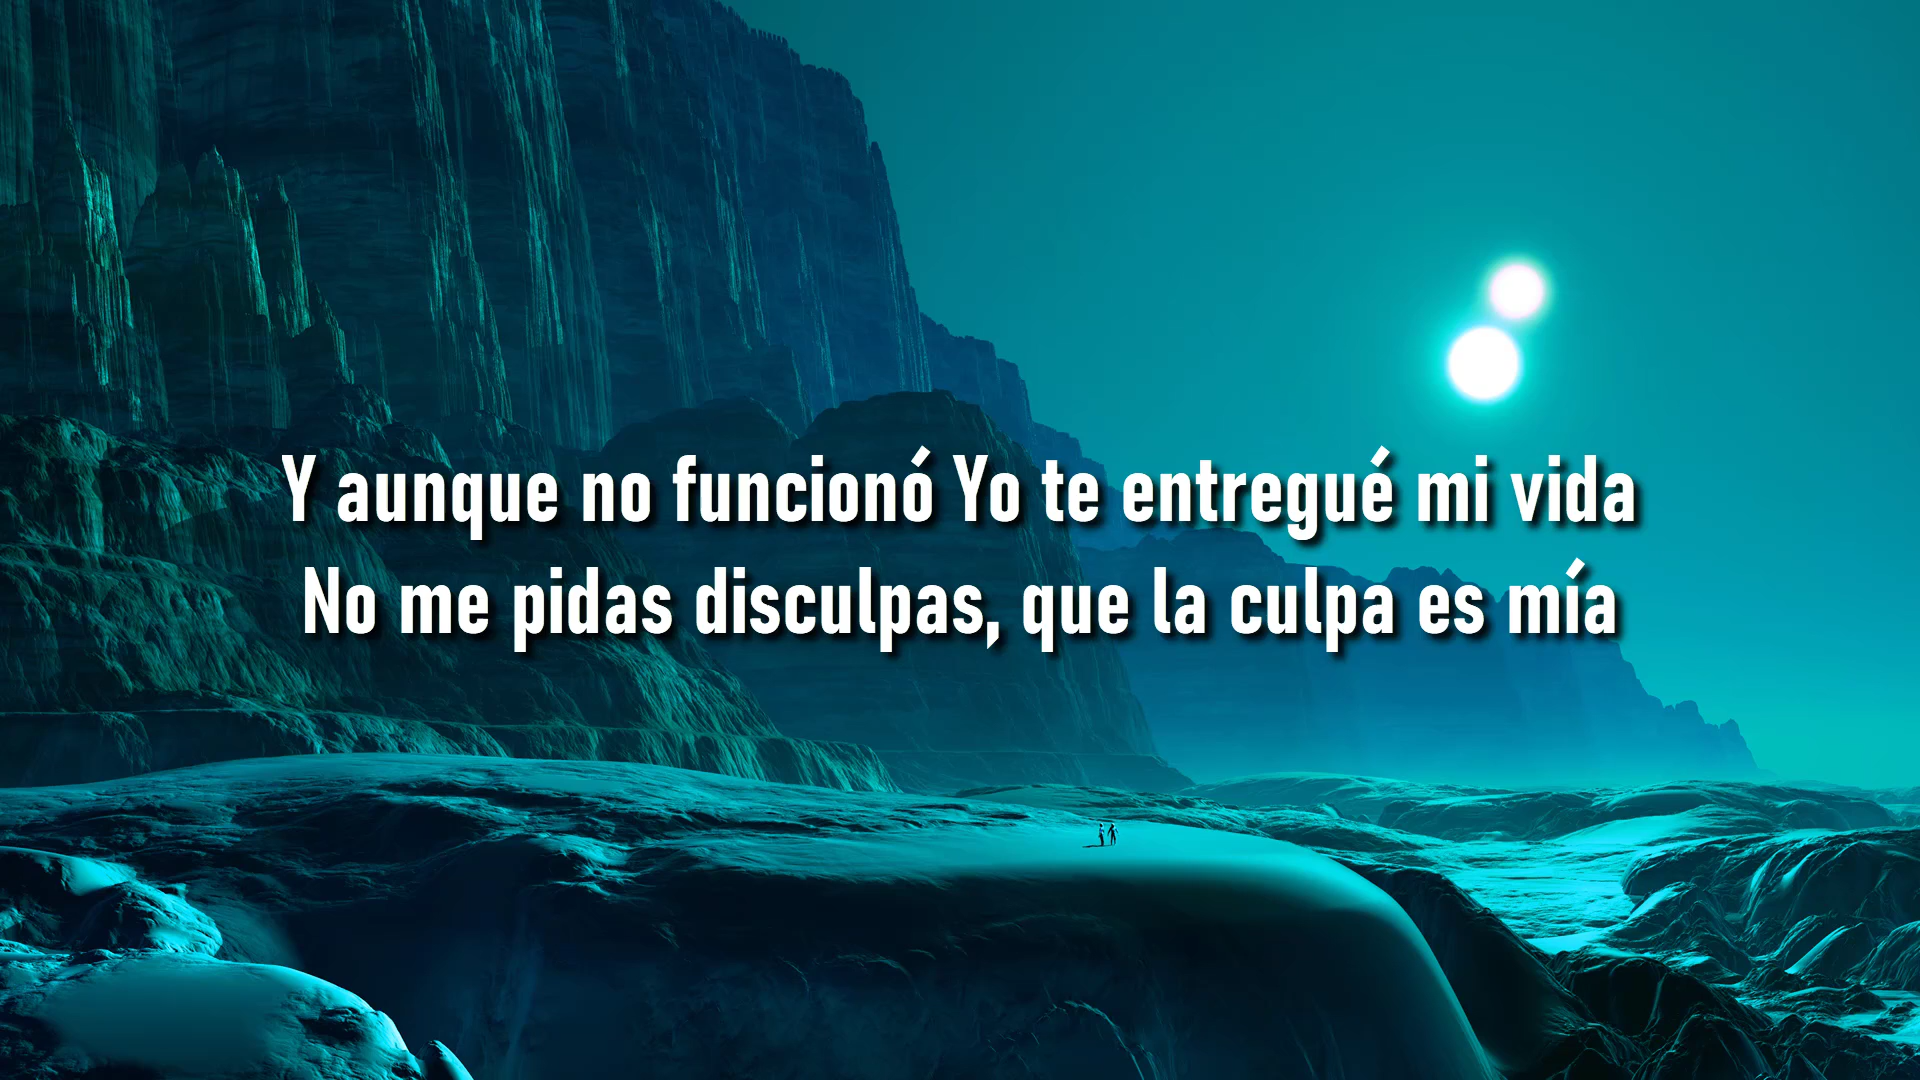 Y aunque no funcionó Yo te entregué mi vida
No me pidas disculpas, que la culpa es mía